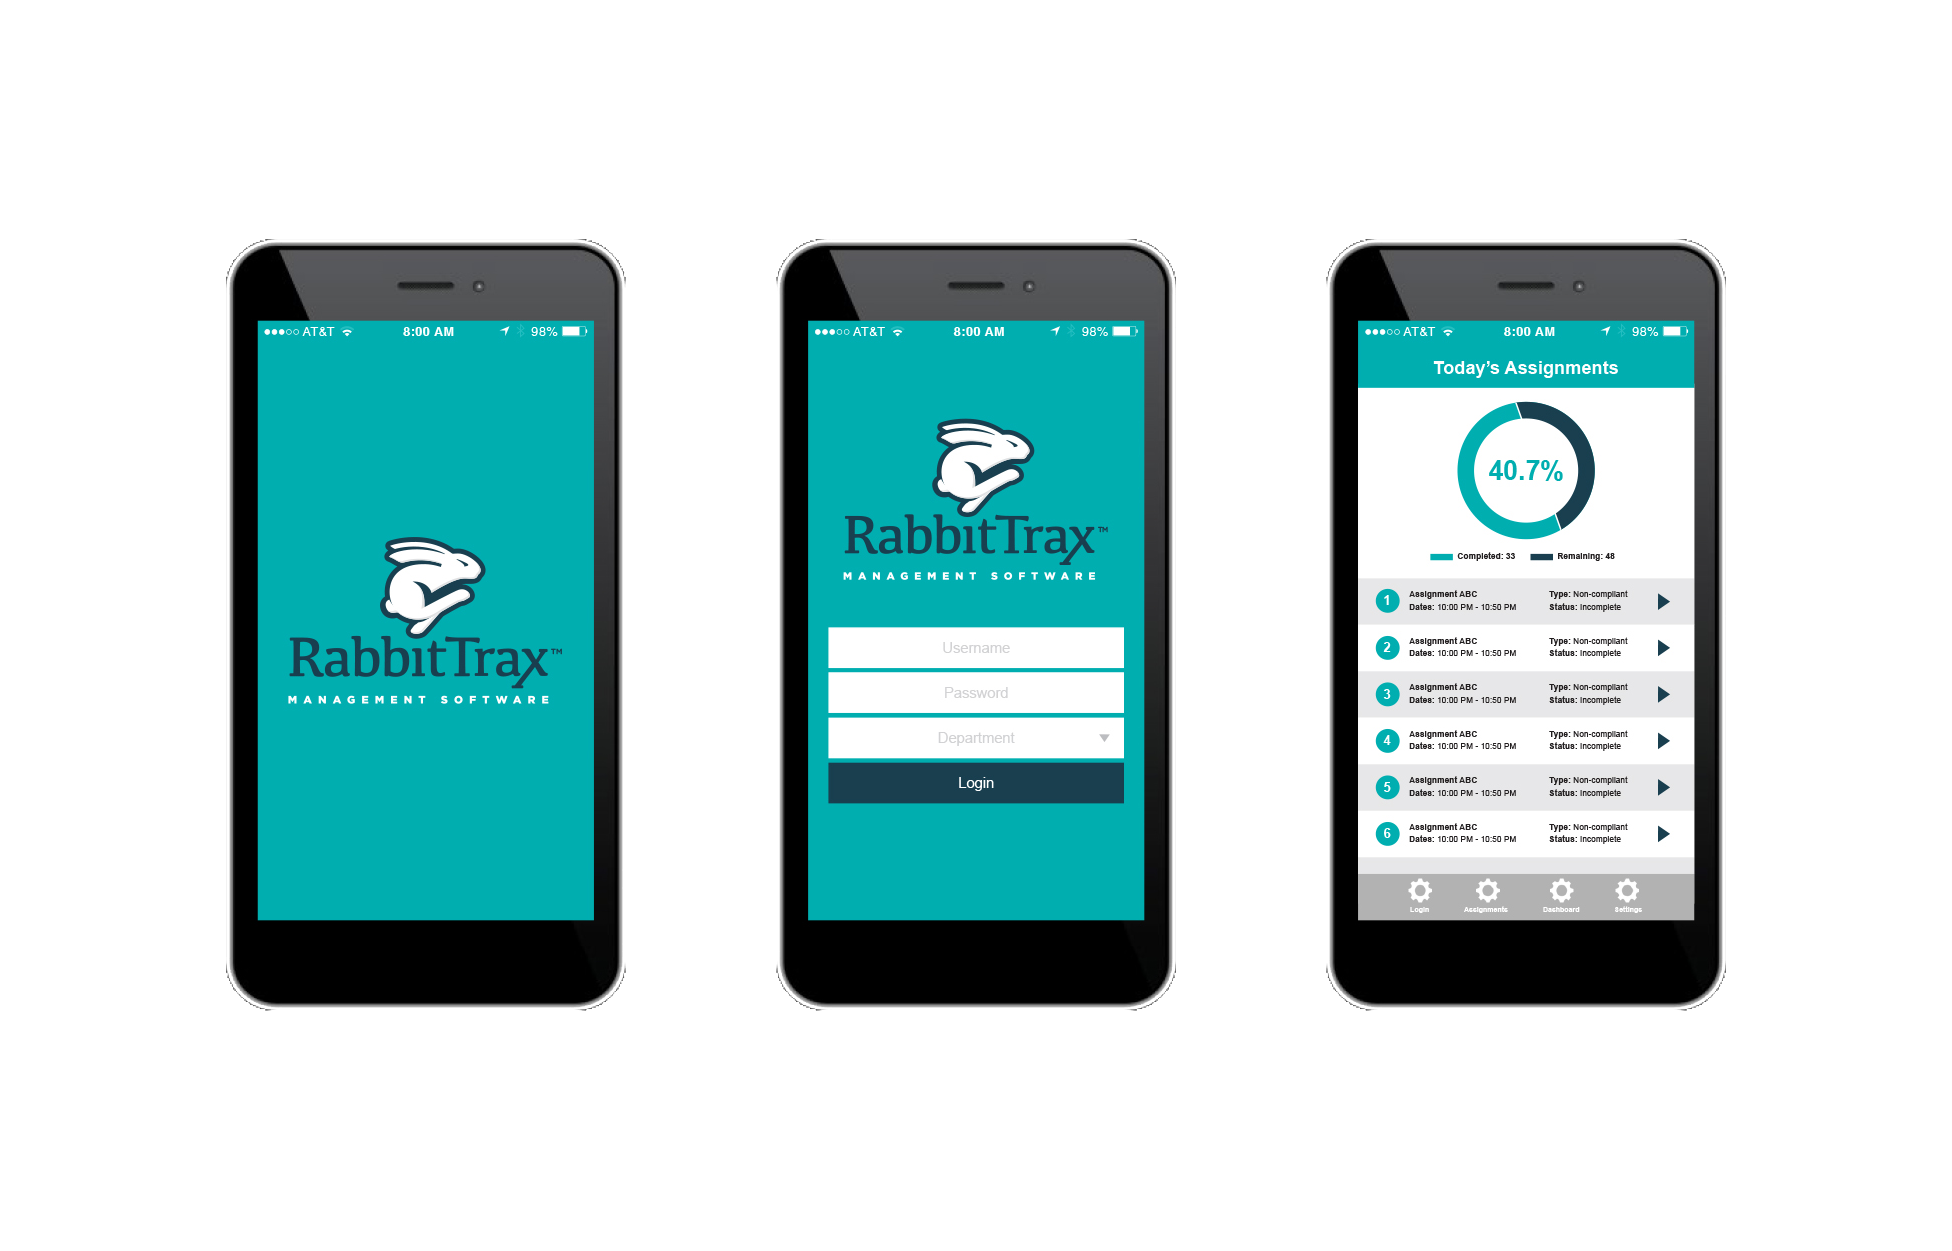 AT&T 8:00 AM 98%
RabbitTrax™
MANAGEMENT SOFTWARE
AT&T 8:00 AM 98%
RabbitTrax™
MANAGEMENT SOFTWARE
Username
Password
Department
Login
AT&T 8:00 AM 98%
Today’s Assignments
40.7%
Completed: 33 Remaining: 48
1 Assignment ABC Type: Non-compliant
Dates: 10:00 PM - 10:50 PM Status: Incomplete
2 Assignment ABC Type: Non-compliant
Dates: 10:00 PM - 10:50 PM Status: Incomplete
3 Assignment ABC Type: Non-compliant
Dates: 10:00 PM - 10:50 PM Status: Incomplete
4 Assignment ABC Type: Non-compliant
Dates: 10:00 PM - 10:50 PM Status: Incomplete
5 Assignment ABC Type: Non-compliant
Dates: 10:00 PM - 10:50 PM Status: Incomplete
6 Assignment ABC Type: Non-compliant
Dates: 10:00 PM - 10:50 PM Status: Incomplete
Login Assignments Dashboard Settings